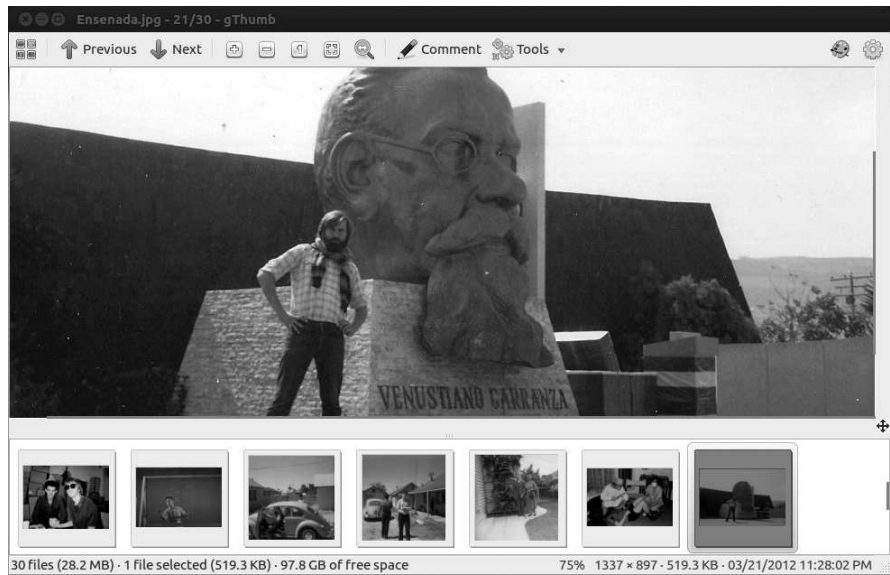 Ensenada.jpg - 21/30 - gThumb
Previous Next Comment Tools
VENUSTIANO CARRANZA
30 files (28.2 MB) · 1 file selected (519.3 KB) · 97.8 GB of free space 75% 1337 × 897 · 519.3 KB · 03/21/2012 11:28:02 PM